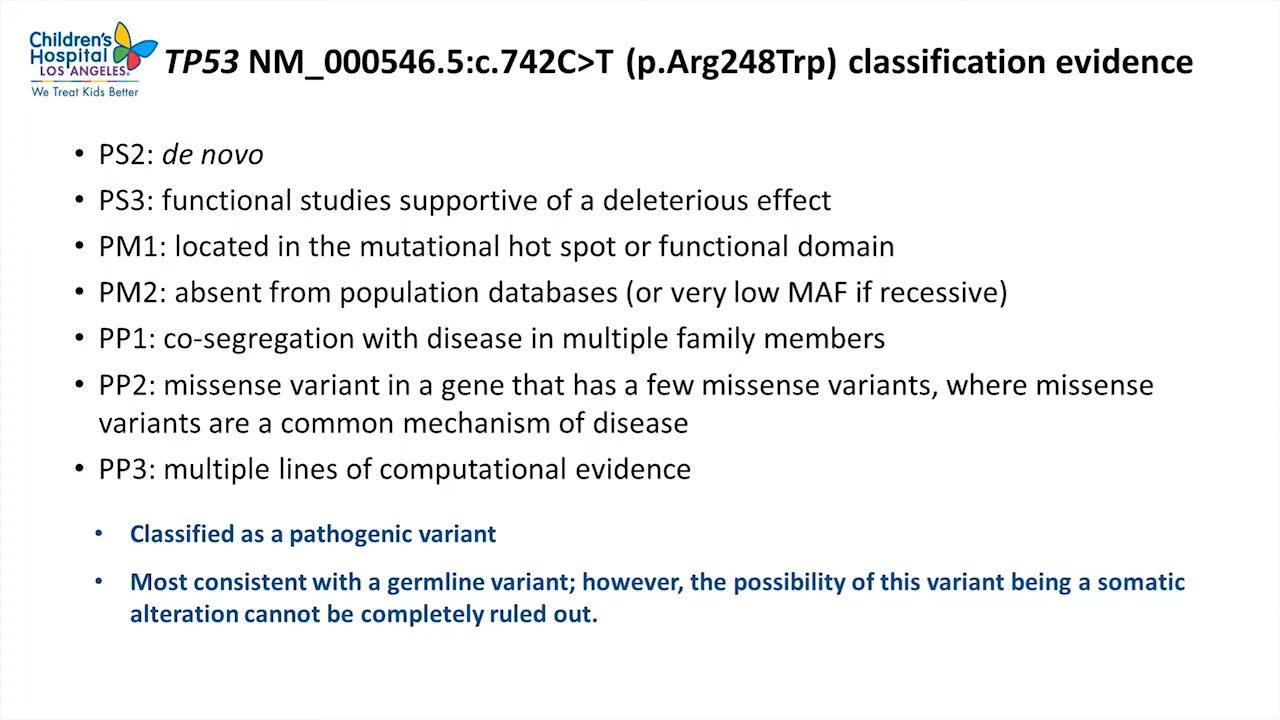 Children's
Hospital
LOS ANGELES®
We Treat Kids Better
TP53 NM_000546.5:c.742C>T (p.Arg248Trp) classification evidence
• PS2: de novo
• PS3: functional studies supportive of a deleterious effect
• PM1: located in the mutational hot spot or functional domain
• PM2: absent from population databases (or very low MAF if recessive)
• PP1: co-segregation with disease in multiple family members
• PP2: missense variant in a gene that has a few missense variants, where missense
variants are a common mechanism of disease
• PP3: multiple lines of computational evidence
• Classified as a pathogenic variant
• Most consistent with a germline variant; however, the possibility of this variant being a somatic
alteration cannot be completely ruled out.